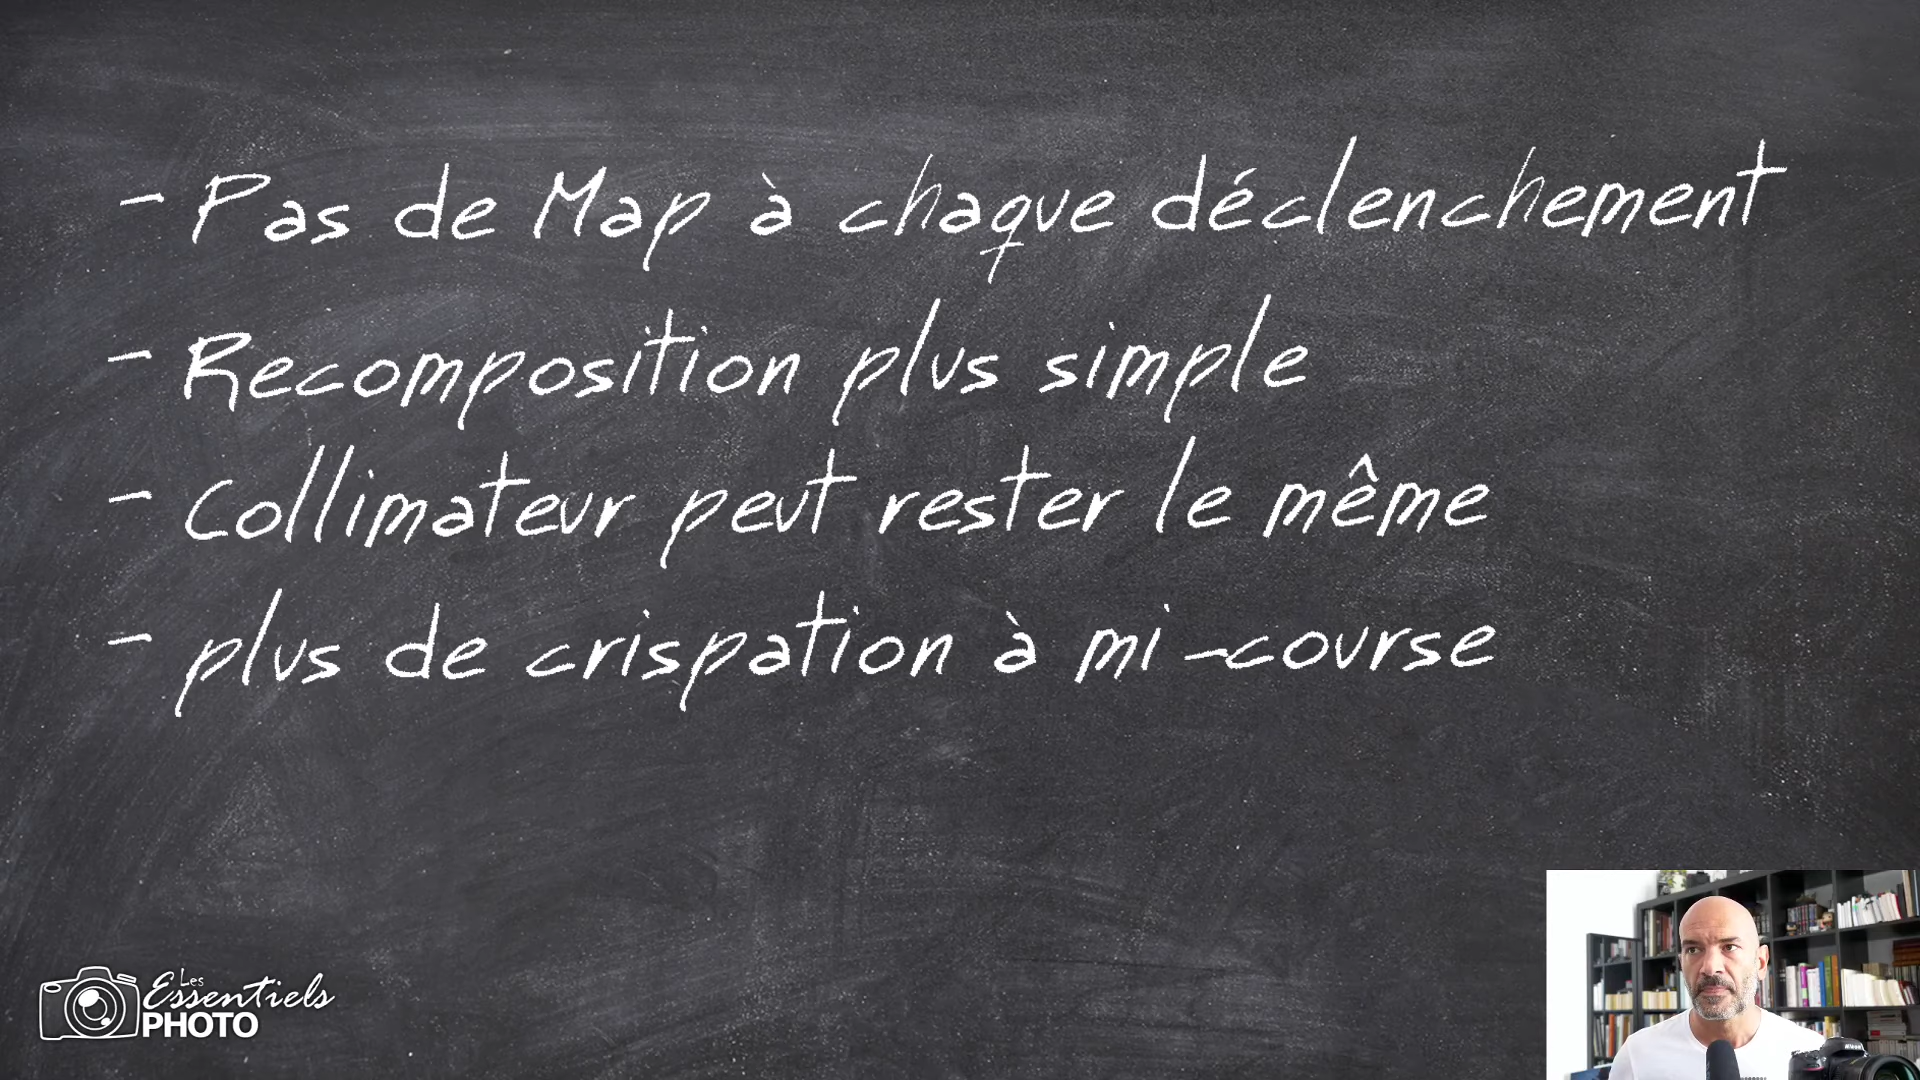 - Pas de Map à chaque déclenchement
- Recomposition plus simple
- Collimateur peut rester le même
- plus de crispation à mi-course
Les
Essentiels
PHOTO
Nikon